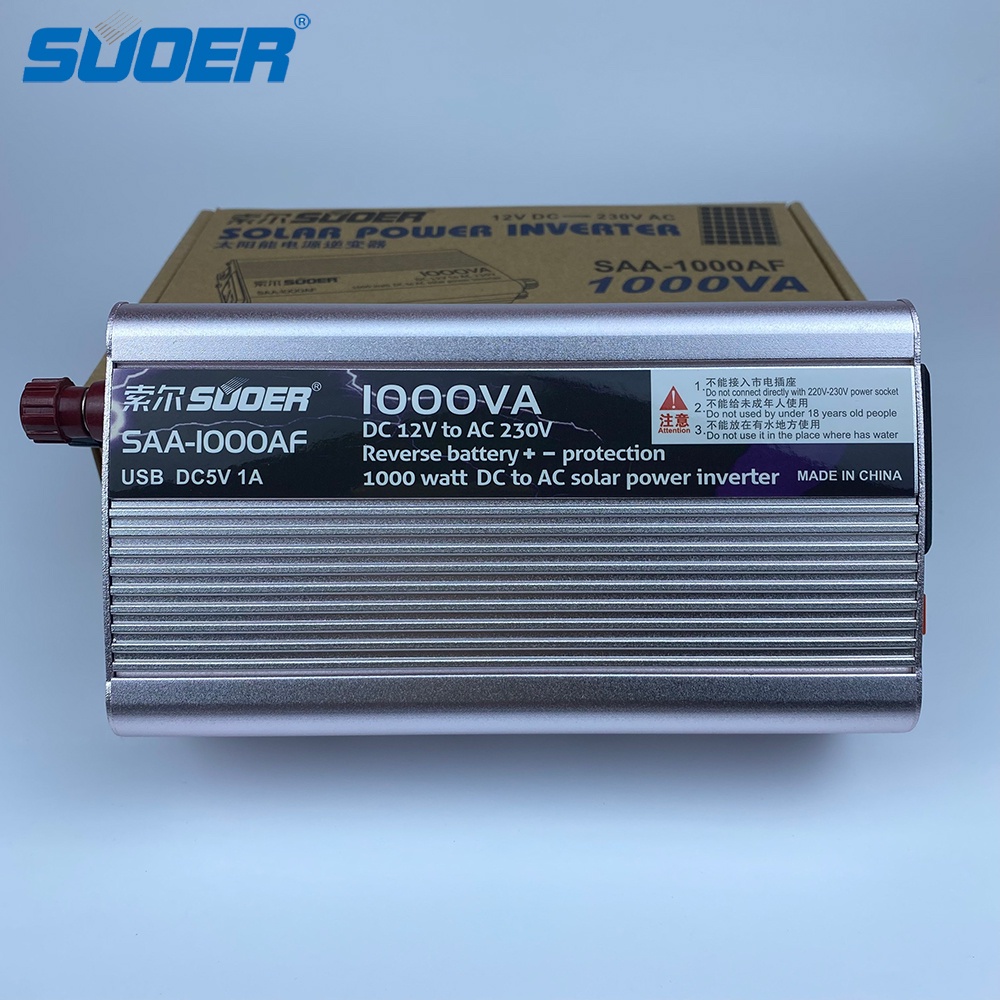 SUOER®
索尔SUOER
12V DC — 230V AC
SOLAR POWER INVERTER
太阳能电源逆变器
SAA-1000AF
1000VA
1000VA
SAA-1000AF
索尔SUOER®
SAA-1000AF
USB DC5V 1A
1000VA
DC 12V to AC 230V
Reverse battery + − protection
1000 watt DC to AC solar power inverter
注意
Attention
1. 不能接入市电插座
Do not connect directly with 220V-230V power socket
2. 不能给未成年人使用
Do not used by under 18 years old people
3. 不能放在有水地方使用
Do not use it in the place where has water
MADE IN CHINA